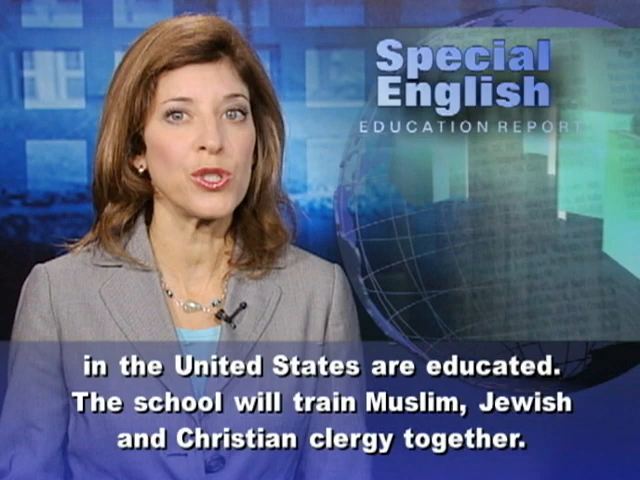 Special
English
EDUCATION REPORT
in the United States are educated.
The school will train Muslim, Jewish
and Christian clergy together.